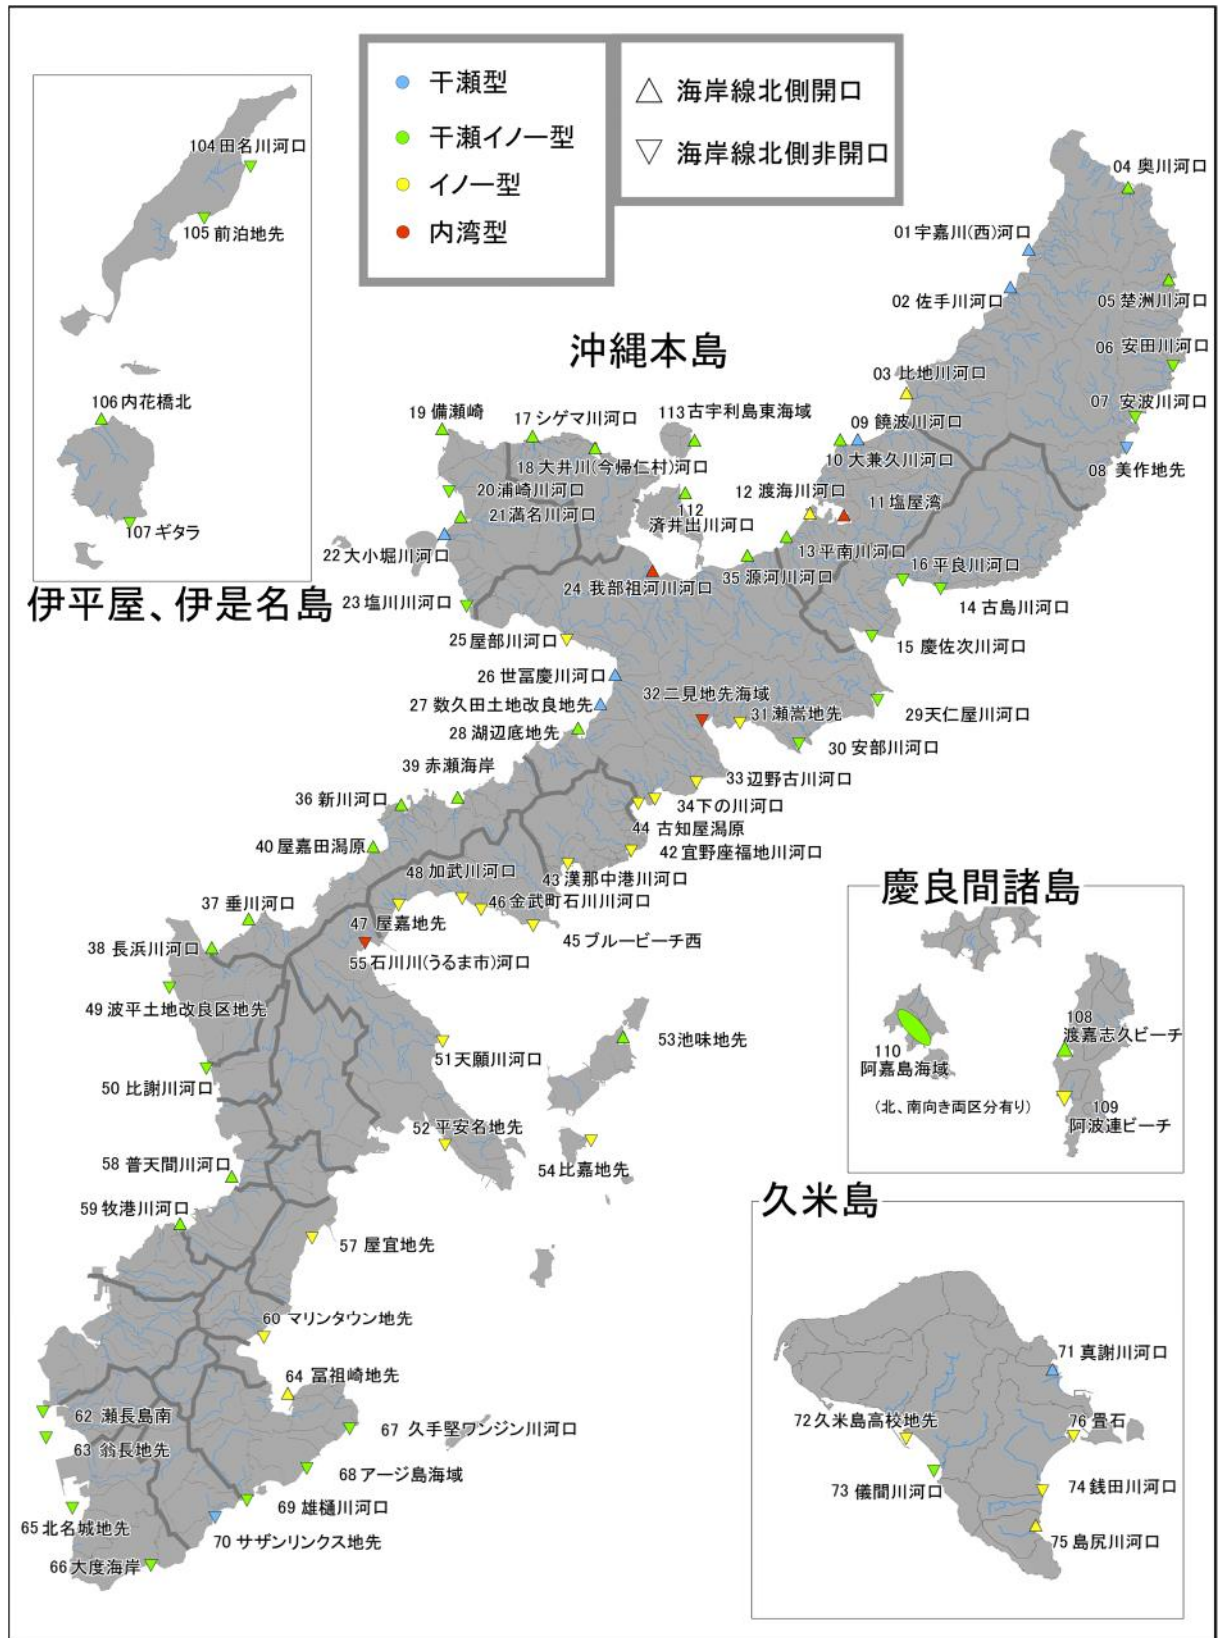 干瀬型
干瀬イノー型
イノー型
内湾型
海岸線北側開口
海岸線北側非開口
104 田名川河口
105 前泊地先
106 内花橋北
107 ギタラ
伊平屋、伊是名島
沖縄本島
04 奥川河口
01 宇嘉川(西)河口
02 佐手川河口
05 楚洲川河口
06 安田川河口
03 比地川河口
07 安波川河口
09 饒波川河口
08 美作地先
10 大兼久川河口
19 備瀬崎
17 シゲマ川河口
113 古宇利島東海域
18 大井川(今帰仁村)河口
20 浦崎川河口
12 渡海川河口
11 塩屋湾
21 満名川河口
112
済井出川河口
22 大小堀川河口
13 平南川河口
16 平良川河口
35 源河川河口
24 我部祖河川河口
14 古島川河口
23 塩川川河口
25 屋部川河口
15 慶佐次川河口
26 世冨慶川河口
32 二見地先海域
27 数久田土地改良地先
31 瀬嵩地先
29 天仁屋川河口
28 湖辺底地先
30 安部川河口
39 赤瀬海岸
33 辺野古川河口
36 新川河口
34 下の川河口
44 古知屋潟原
40 屋嘉田潟原
42 宜野座福地川河口
48 加武川河口
43 漢那中港川河口
46 金武町石川川河口
37 垂川河口
47 屋嘉地先
45 ブルービーチ西
38 長浜川河口
55 石川川(うるま市)河口
49 波平土地改良区地先
53 池味地先
51 天願川河口
50 比謝川河口
52 平安名地先
54 比嘉地先
58 普天間川河口
59 牧港川河口
57 屋宜地先
60 マリンタウン地先
64 冨祖崎地先
62 瀬長島南
67 久手堅ワンジン川河口
63 翁長地先
68 アージ島海域
69 雄樋川河口
65 北名城地先
70 サザンリンクス地先
66 大度海岸
慶良間諸島
108
渡嘉志久ビーチ
110
阿嘉島海域
(北、南向き両区分有り)
109
阿波連ビーチ
久米島
71 真謝川河口
72 久米島高校地先
76 畳石
73 儀間川河口
74 銭田川河口
75 島尻川河口